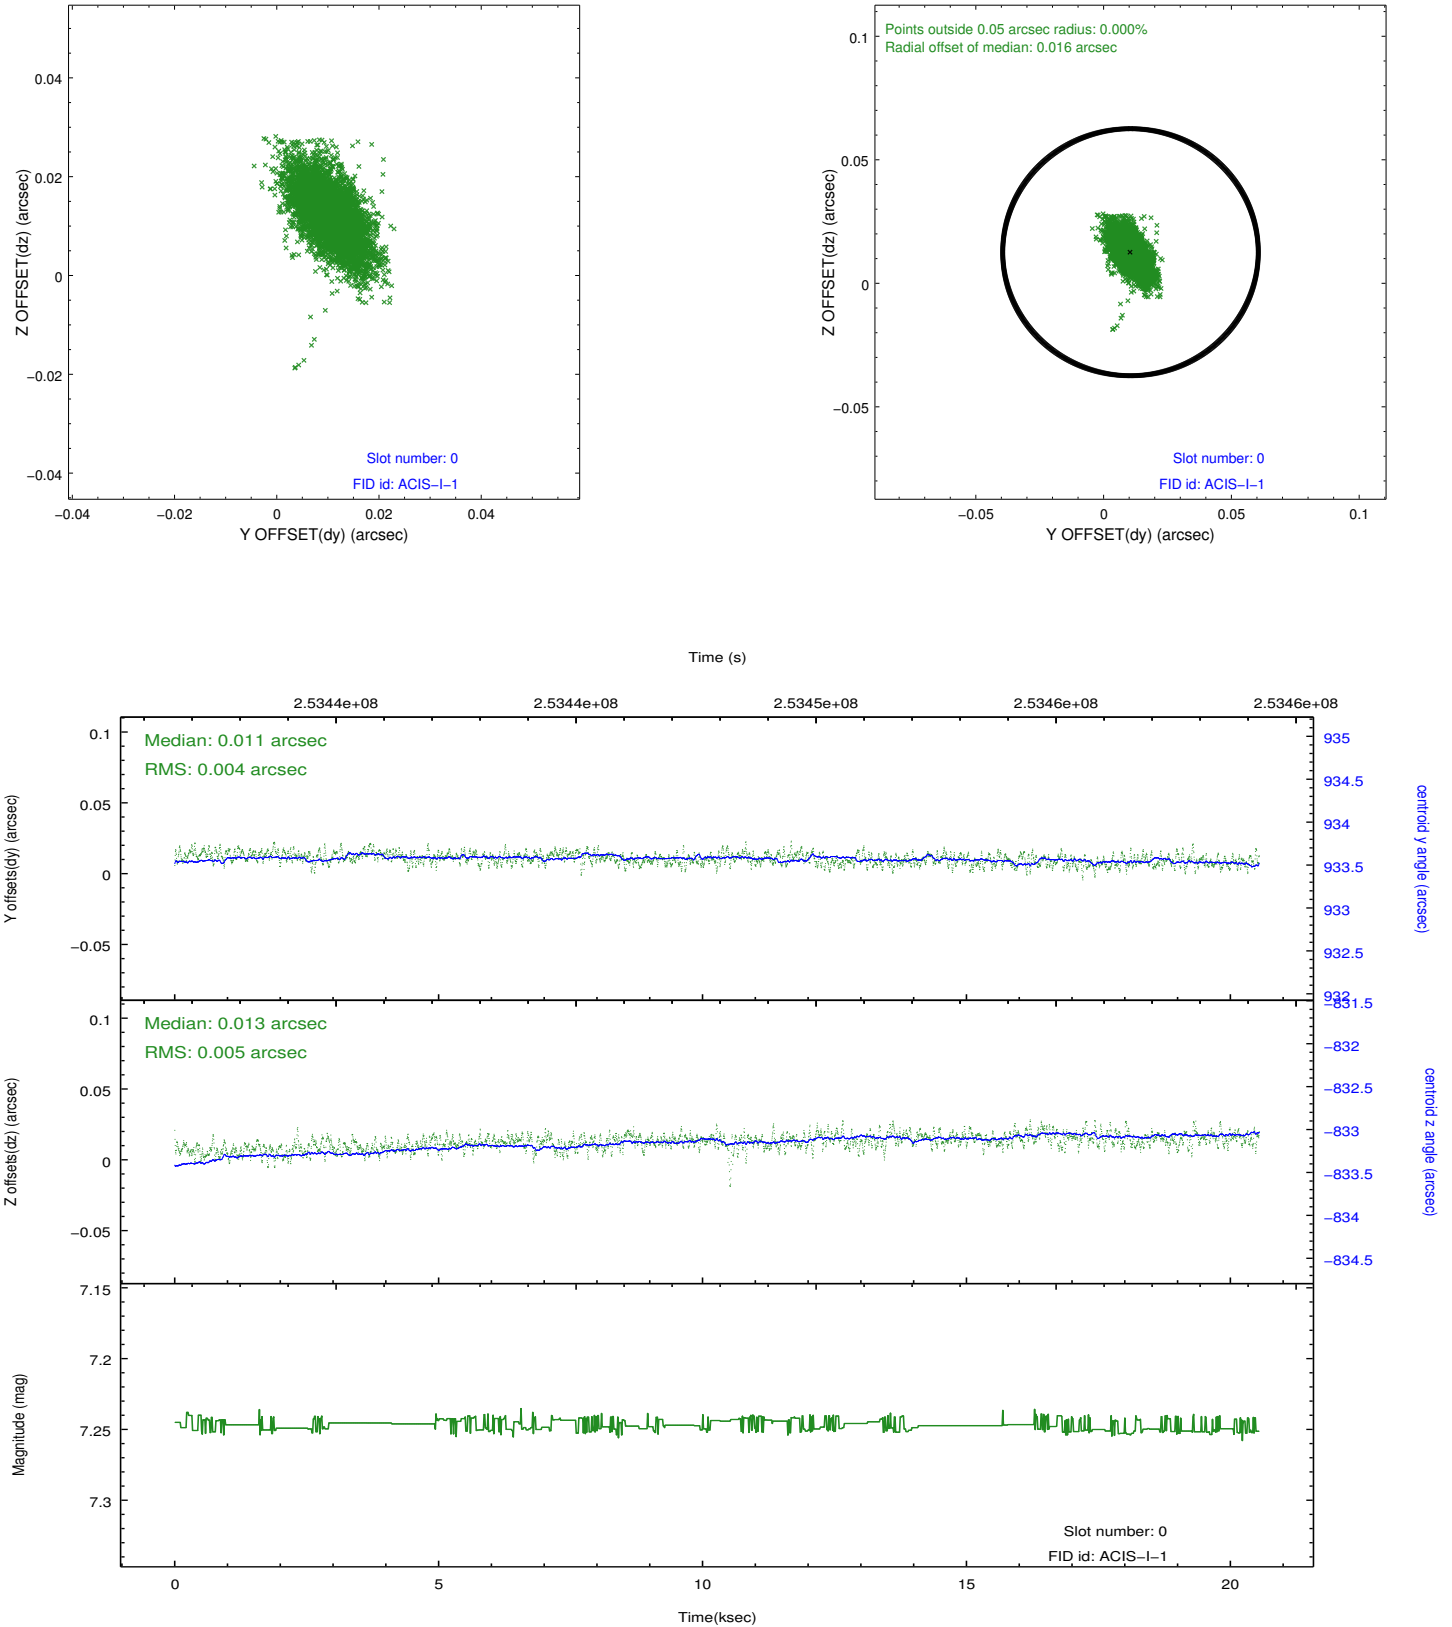 0.04
0.02
0
−0.02
−0.04
Z OFFSET(dz) (arcsec)
Slot number: 0
FID id: ACIS−I−1
−0.04 −0.02 0 0.02 0.04
Y OFFSET(dy) (arcsec)
Points outside 0.05 arcsec radius: 0.000%
Radial offset of median: 0.016 arcsec
0.1
0.05
0
−0.05
Z OFFSET(dz) (arcsec)
Slot number: 0
FID id: ACIS−I−1
−0.05 0 0.05 0.1
Y OFFSET(dy) (arcsec)
Time (s)
2.5344e+08 2.5344e+08 2.5345e+08 2.5346e+08 2.5346e+08
Median: 0.011 arcsec
RMS: 0.004 arcsec
0.1
0.05
0
−0.05
Y offsets(dy) (arcsec)
935
934.5
934
933.5
933
932.5
932
centroid y angle (arcsec)
Median: 0.013 arcsec
RMS: 0.005 arcsec
0.1
0.05
0
−0.05
Z offsets(dz) (arcsec)
−831.5
−832
−832.5
−833
−833.5
−834
−834.5
centroid z angle (arcsec)
7.15
7.2
7.25
7.3
Magnitude (mag)
Slot number: 0
FID id: ACIS−I−1
0 5 10 15 20
Time(ksec)